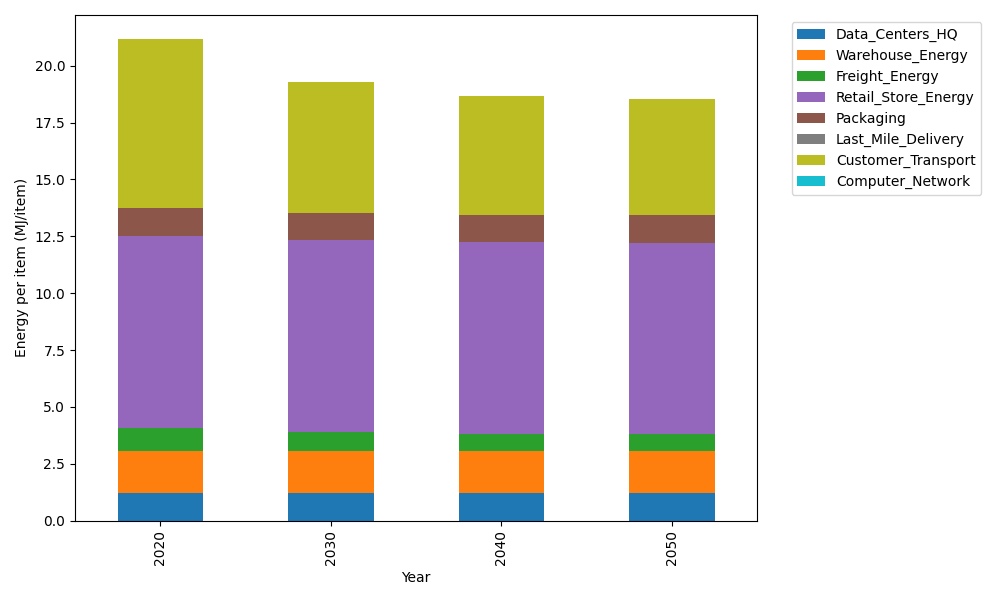 Energy per item (MJ/item)
20.0
17.5
15.0
12.5
10.0
7.5
5.0
2.5
0.0
2020
2030
2040
2050
Year
Data_Centers_HQ
Warehouse_Energy
Freight_Energy
Retail_Store_Energy
Packaging
Last_Mile_Delivery
Customer_Transport
Computer_Network